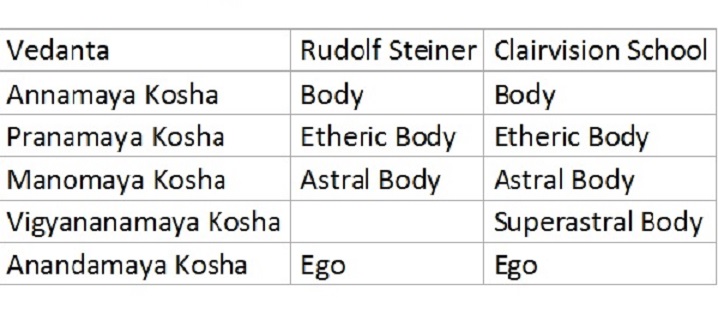 Vedanta Rudolf Steiner Clairvision School
Annamaya Kosha Body Body
Pranamaya Kosha Etheric Body Etheric Body
Manomaya Kosha Astral Body Astral Body
Vigyananamaya Kosha Superastral Body
Anandamaya Kosha Ego Ego